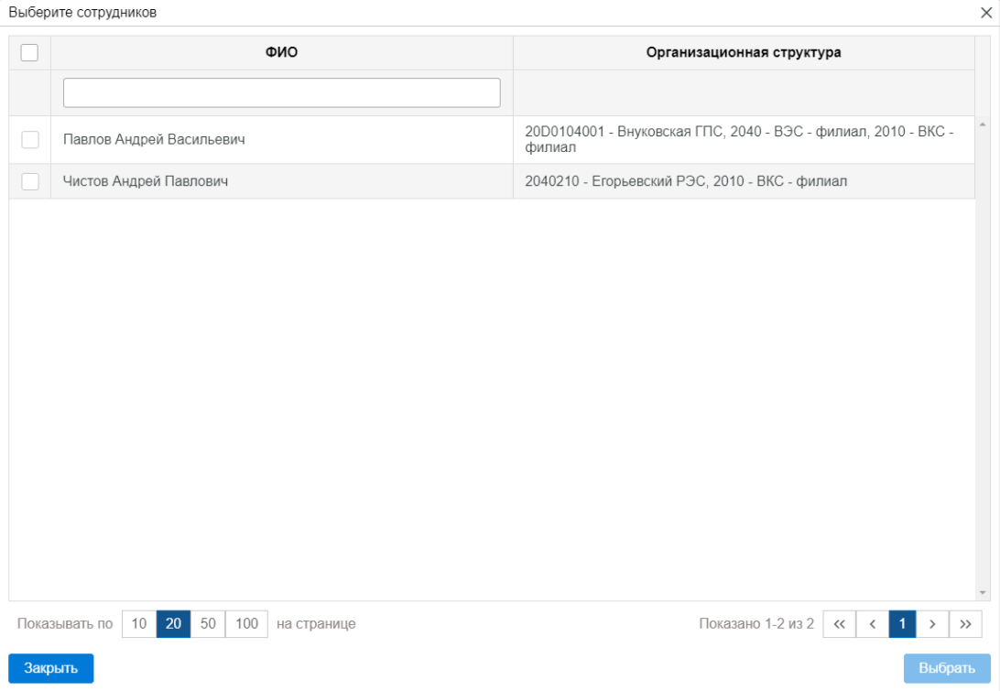 Выберите сотрудников
ФИО
Организационная структура
Павлов Андрей Васильевич
20D0104001 - Внуковская ГПС, 2040 - ВЭС - филиал, 2010 - ВКС -
филиал
Чистов Андрей Павлович
2040210 - Егорьевский РЭС, 2010 - ВКС - филиал
Показывать по 10 20 50 100 на странице
Показано 1-2 из 2 << < 1 > >>
Закрыть
Выбрать